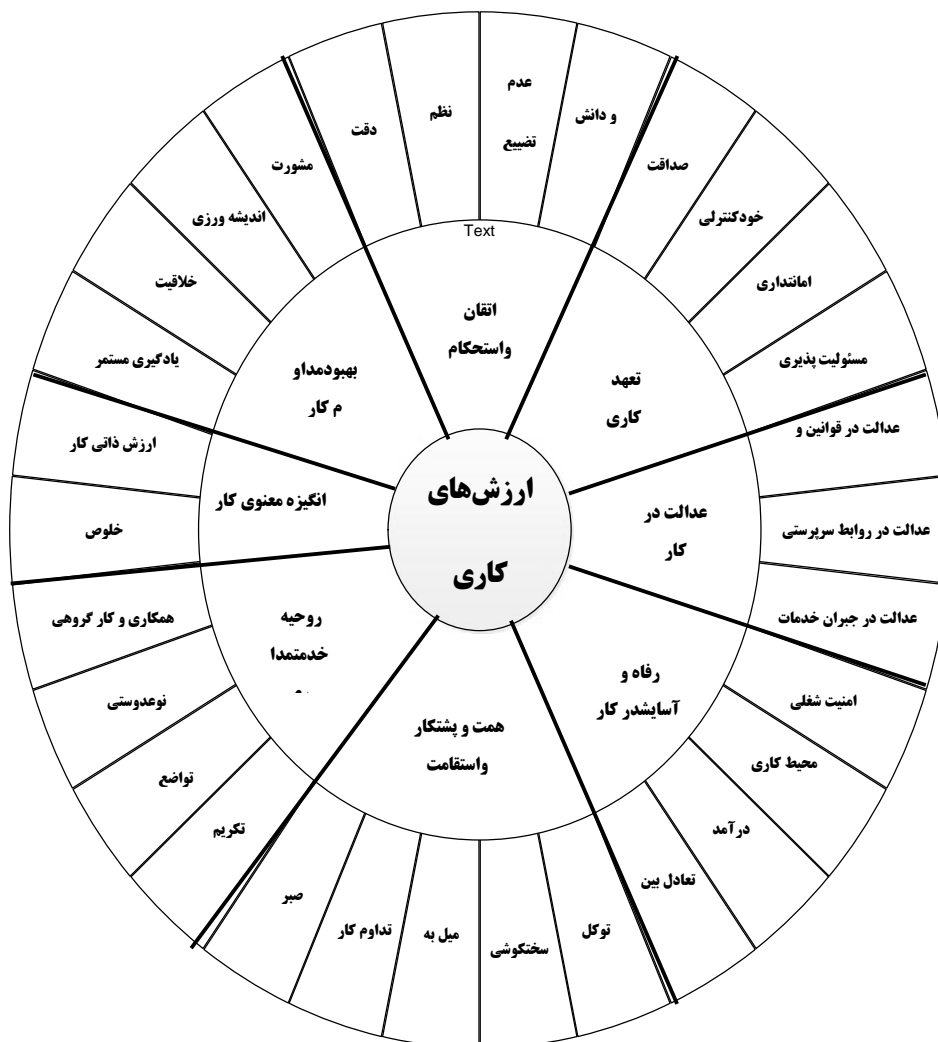 ارزش‌های
کاری
Text
اتقان
واستحکام
دقت
نظم
عدم
تضییع
و دانش
تعهد
کاری
صداقت
خودکنترلی
امانتداری
مسئولیت پذیری
عدالت در
کار
عدالت در قوانین و
عدالت در روابط سرپرستی
عدالت در جبران خدمات
رفاه و
آسایشدر کار
امنیت شغلی
محیط کاری
درآمد
تعادل بین
همت و پشتکار
واستقامت
توکل
سختکوشی
میل به
تداوم کار
صبر
روحیه
خدمتمدا
تکریم
تواضع
نوعدوستی
همکاری و کار گروهی
انگیزه معنوی کار
خلوص
ارزش ذاتی کار
بهبودمداو
م کار
یادگیری مستمر
خلاقیت
اندیشه ورزی
مشورت